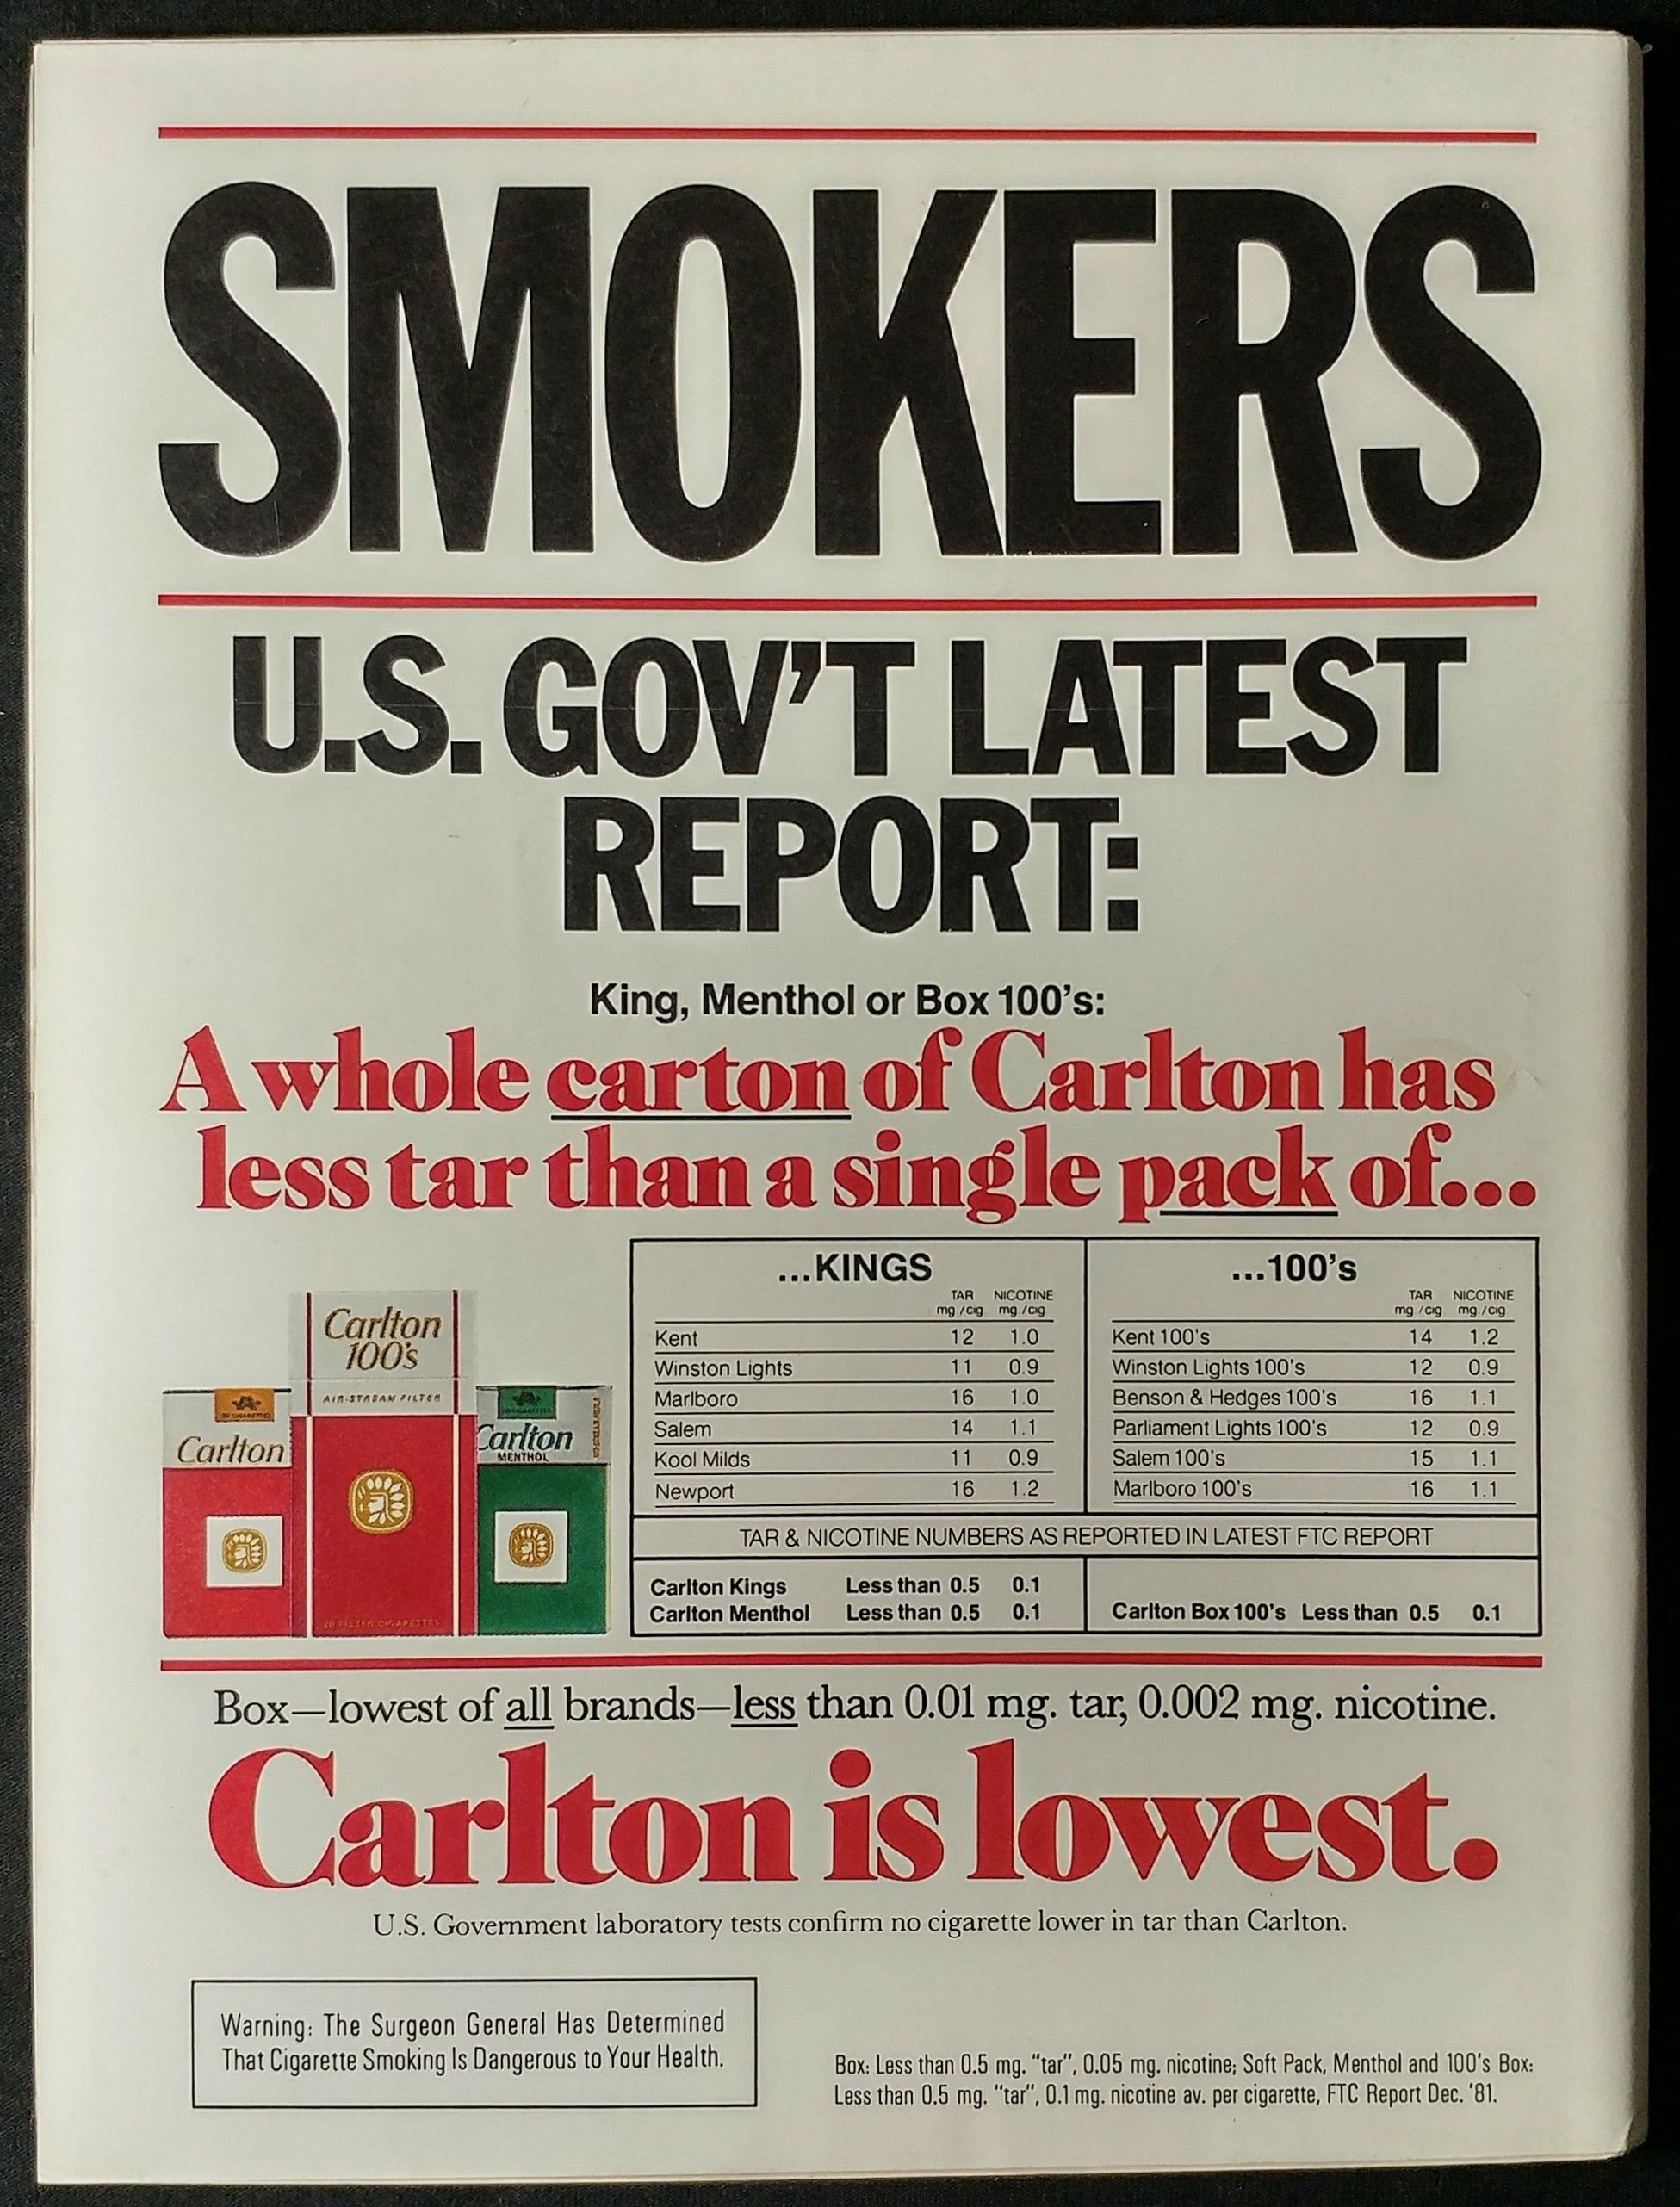 SMOKERS
U.S. GOV'T LATEST
REPORT:
King, Menthol or Box 100's:
A whole carton of Carlton has
less tar than a single pack of...
Carlton
100's
AIR-STREAM FILTER
20 FILTER CIGARETTES
Carlton
Carlton
MENTHOL
...KINGS
TAR NICOTINE
mg./cig. mg./cig.
Kent 12 1.0
Winston Lights 11 0.9
Marlboro 16 1.0
Salem 14 1.1
Kool Milds 11 0.9
Newport 16 1.2
...100's
TAR NICOTINE
mg./cig. mg./cig.
Kent 100's 14 1.2
Winston Lights 100's 12 0.9
Benson & Hedges 100's 16 1.1
Parliament Lights 100's 12 0.9
Salem 100's 15 1.1
Marlboro 100's 16 1.1
TAR & NICOTINE NUMBERS AS REPORTED IN LATEST FTC REPORT
Carlton Kings Less than 0.5 0.1
Carlton Menthol Less than 0.5 0.1
Carlton Box 100's Less than 0.5 0.1
Box—lowest of all brands—less than 0.01 mg. tar, 0.002 mg. nicotine.
Carlton is lowest.
U.S. Government laboratory tests confirm no cigarette lower in tar than Carlton.
Warning: The Surgeon General Has Determined
That Cigarette Smoking Is Dangerous to Your Health.
Box: Less than 0.5 mg. "tar", 0.05 mg. nicotine; Soft Pack, Menthol and 100's Box:
Less than 0.5 mg. "tar", 0.1 mg. nicotine av. per cigarette, FTC Report Dec. '81.